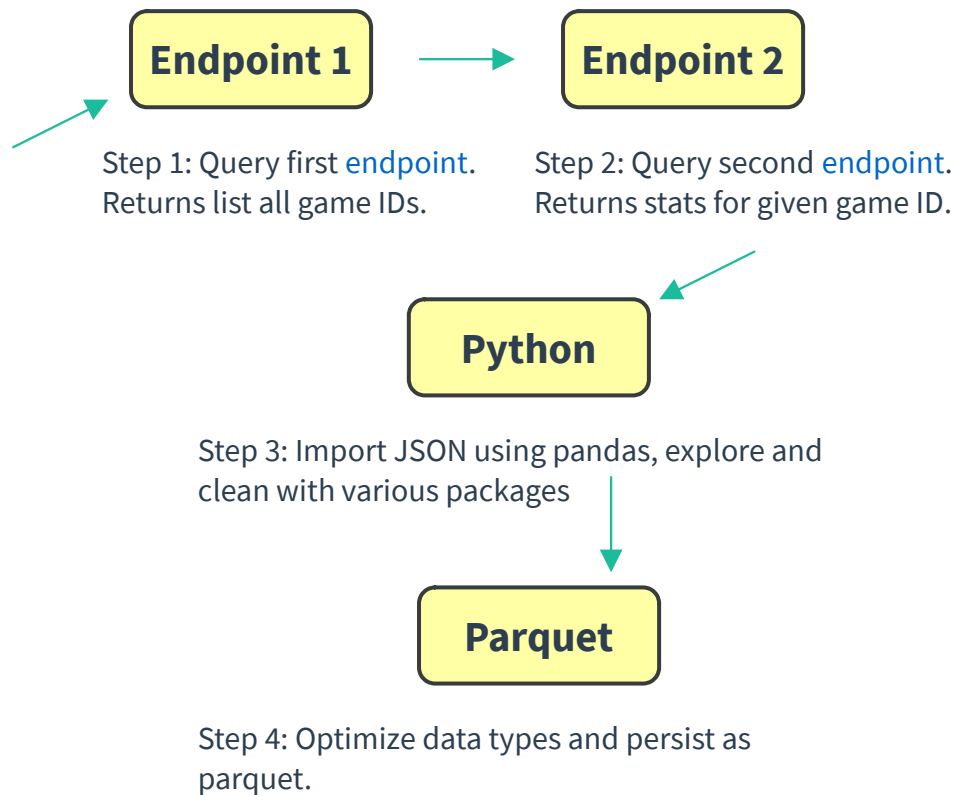 Endpoint 1
Endpoint 2
Step 1: Query first endpoint.
Returns list all game IDs.
Step 2: Query second endpoint.
Returns stats for given game ID.
Python
Step 3: Import JSON using pandas, explore and
clean with various packages
Parquet
Step 4: Optimize data types and persist as
parquet.